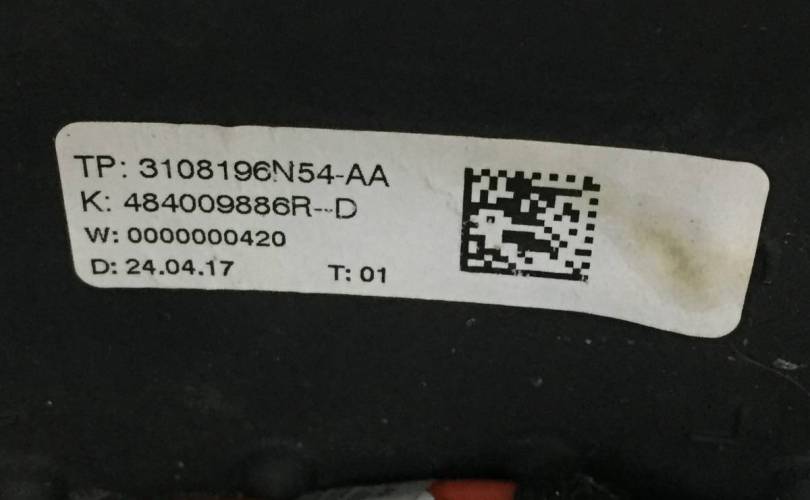 TP: 3108196N54-AA
K: 484009886R--D
W: 0000000420
D: 24.04.17 T: 01